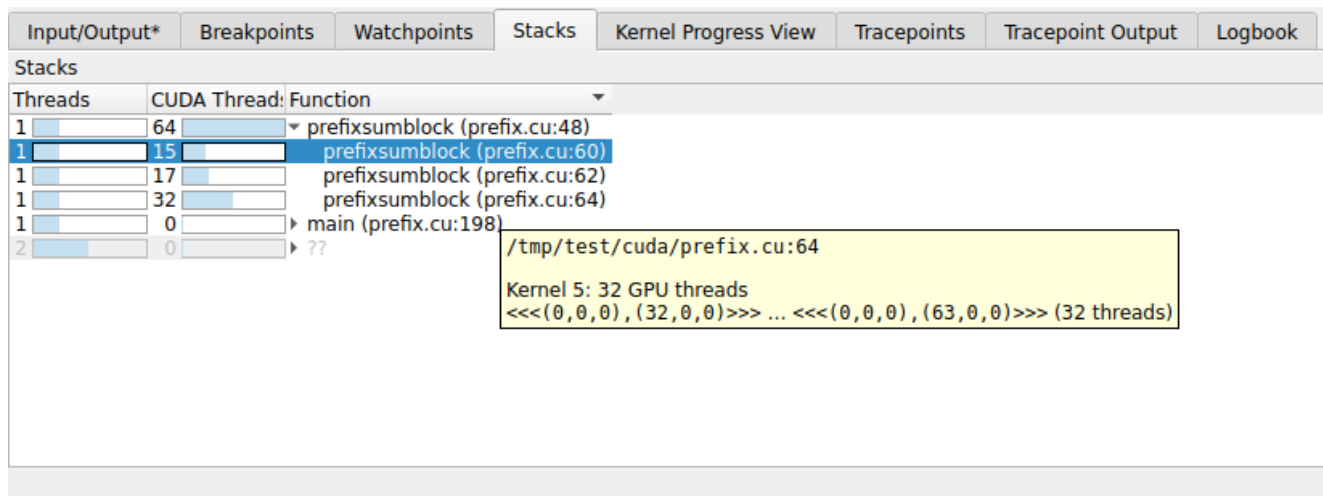 Input/Output* Breakpoints Watchpoints Stacks Kernel Progress View Tracepoints Tracepoint Output Logbook
Stacks
Threads CUDA Threads Function
1 64 prefixsumblock (prefix.cu:48)
1 15 prefixsumblock (prefix.cu:60)
1 17 prefixsumblock (prefix.cu:62)
1 32 prefixsumblock (prefix.cu:64)
1 0 main (prefix.cu:198)
2 0 ??
/tmp/test/cuda/prefix.cu:64
Kernel 5: 32 GPU threads
<<<(0,0,0),(32,0,0)>>> ... <<<(0,0,0),(63,0,0)>>> (32 threads)